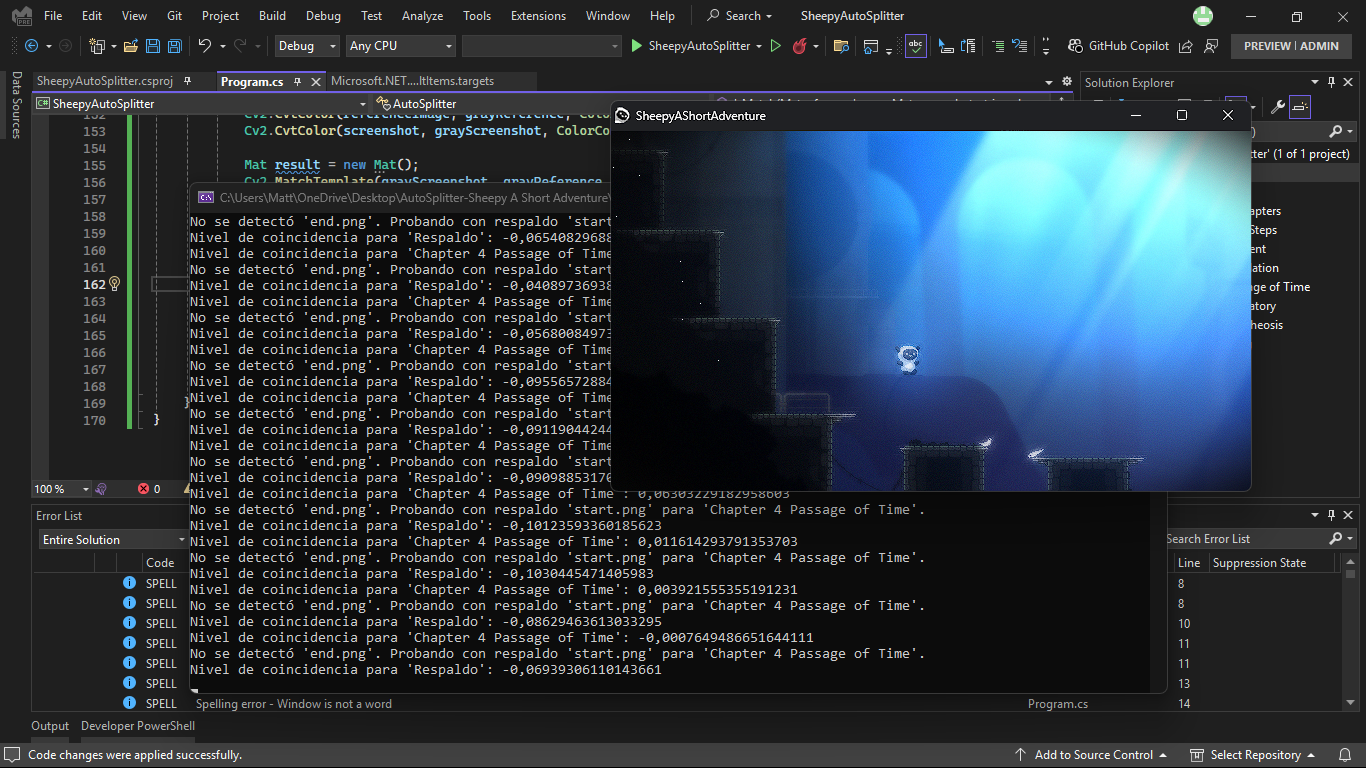 File Edit View Git Project Build Debug Test Analyze Tools Extensions Window Help Search SheepyAutoSplitter
Debug Any CPU SheepyAutoSplitter GitHub Copilot PREVIEW | ADMIN
Data Sources
SheepyAutoSplitter.csproj Program.cs Microsoft.NET....ltItems.targets
Solution Explorer
SheepyAutoSplitter AutoSplitter
SheepyAShortAdventure
153 Cv2.CvtColor(screenshot, grayScreenshot, ColorCo
154
155 Mat result = new Mat();
156
157
158
159
160
161
162
163
164
165
166
167
168
169 }
170 }
tter' (1 of 1 project)
apters
Steps
ent
ation
ge of Time
atory
heosis
C:\Users\Matt\OneDrive\Desktop\AutoSplitter-Sheepy A Short Adventure\
No se detectó 'end.png'. Probando con respaldo 'start
Nivel de coincidencia para 'Respaldo': -0,0654082968
Nivel de coincidencia para 'Chapter 4 Passage of Time
No se detectó 'end.png'. Probando con respaldo 'start
Nivel de coincidencia para 'Respaldo': -0,0408973693
Nivel de coincidencia para 'Chapter 4 Passage of Time
No se detectó 'end.png'. Probando con respaldo 'start
Nivel de coincidencia para 'Respaldo': -0,0568008497
Nivel de coincidencia para 'Chapter 4 Passage of Time
No se detectó 'end.png'. Probando con respaldo 'start
Nivel de coincidencia para 'Respaldo': -0,0955657288
Nivel de coincidencia para 'Chapter 4 Passage of Time
No se detectó 'end.png'. Probando con respaldo 'start
Nivel de coincidencia para 'Respaldo': -0,0911904424
Nivel de coincidencia para 'Chapter 4 Passage of Time
No se detectó 'end.png'. Probando con respaldo 'start
Nivel de coincidencia para 'Respaldo': -0,0909885317
Nivel de coincidencia para 'Chapter 4 Passage of Time': 0,06303229182958603
No se detectó 'end.png'. Probando con respaldo 'start.png' para 'Chapter 4 Passage of Time'.
Nivel de coincidencia para 'Respaldo': -0,10123593360185623
Nivel de coincidencia para 'Chapter 4 Passage of Time': 0,011614293791353703
No se detectó 'end.png'. Probando con respaldo 'start.png' para 'Chapter 4 Passage of Time'.
Nivel de coincidencia para 'Respaldo': -0,1030445471405983
Nivel de coincidencia para 'Chapter 4 Passage of Time': 0,003921555355191231
No se detectó 'end.png'. Probando con respaldo 'start.png' para 'Chapter 4 Passage of Time'.
Nivel de coincidencia para 'Respaldo': -0,08629463613033295
Nivel de coincidencia para 'Chapter 4 Passage of Time': -0,0007649486651644111
No se detectó 'end.png'. Probando con respaldo 'start.png' para 'Chapter 4 Passage of Time'.
Nivel de coincidencia para 'Respaldo': -0,06939306110143661
100 % 0
Error List
Entire Solution
Search Error List
Code
Line Suppression State
SPELL 8
SPELL 8
SPELL 10
SPELL 11
SPELL 11
SPELL 13
SPELL Spelling error - Window is not a word Program.cs 14
Output Developer PowerShell
Code changes were applied successfully. Add to Source Control Select Repository